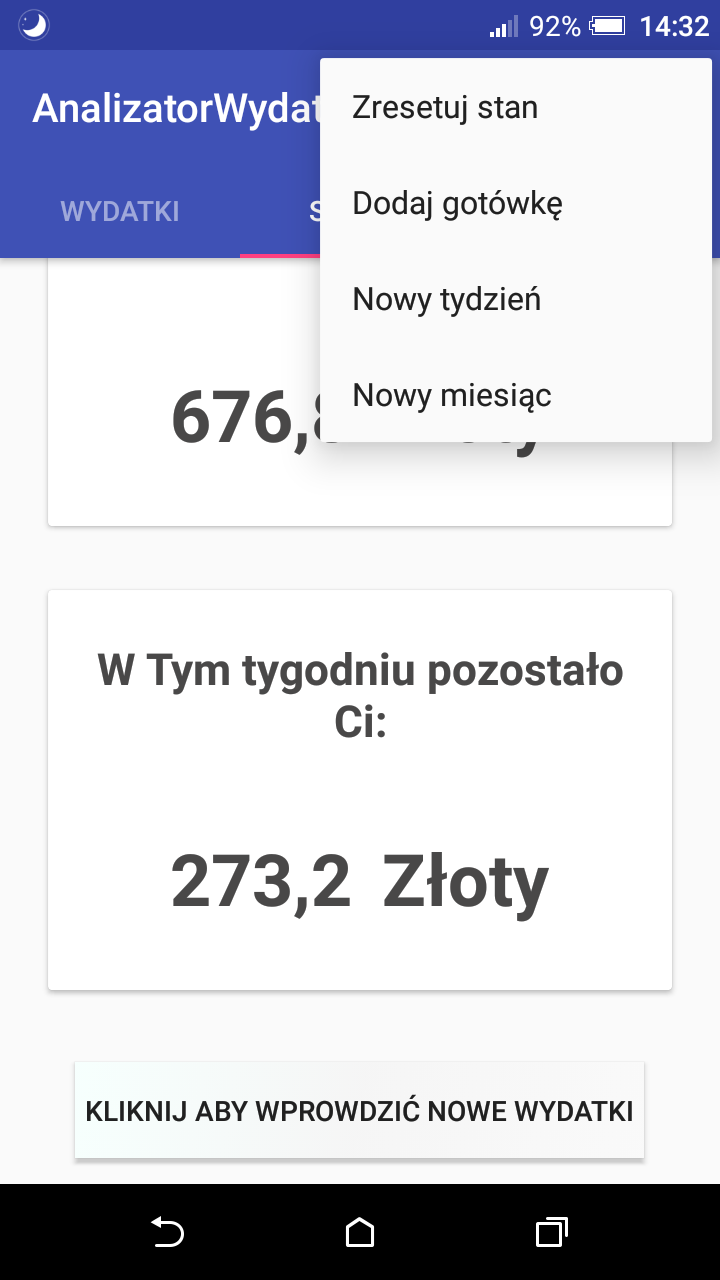 92% 14:32
AnalizatorWydat
Zresetuj stan
Dodaj gotówkę
Nowy tydzień
Nowy miesiąc
WYDATKI
676,8
W Tym tygodniu pozostało
Ci:
273,2 Złoty
KLIKNIJ ABY WPROWDZIĆ NOWE WYDATKI